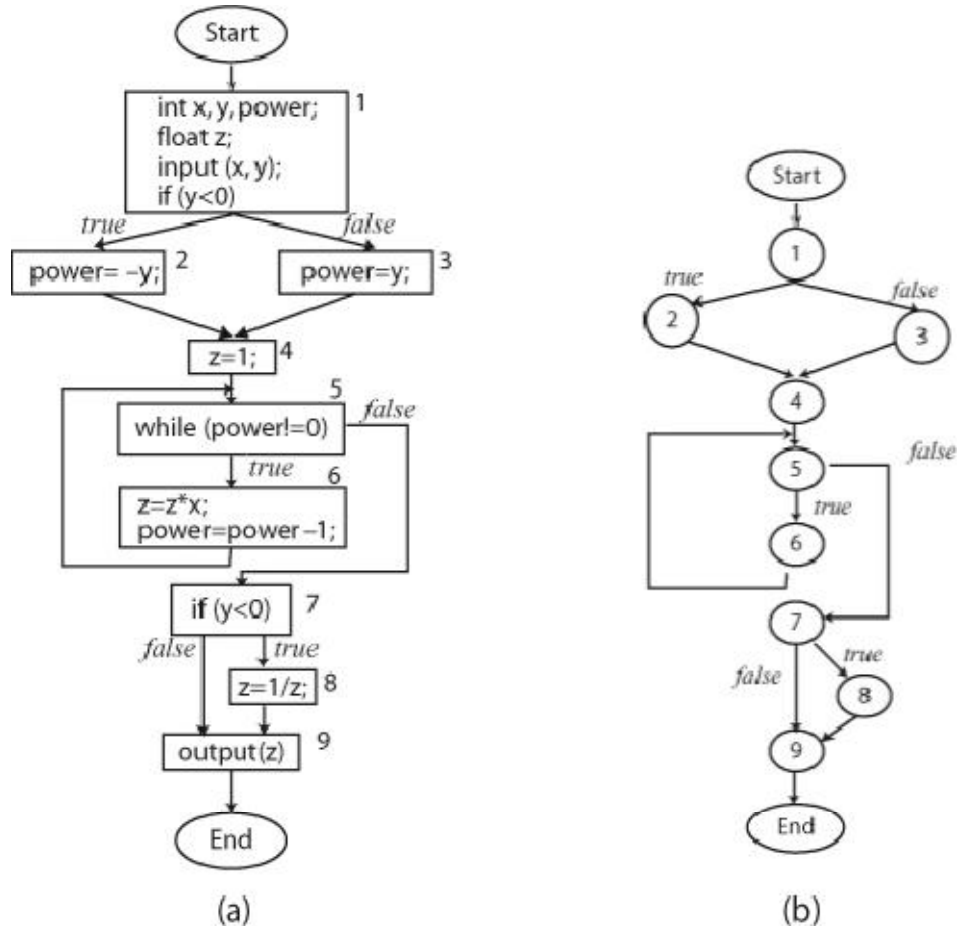 Start
int x, y, power;
float z;
input (x, y);
if (y<0)
1
true
false
power= –y;
2
power=y;
3
z=1;
4
5
while (power!=0)
false
true
6
z=z*x;
power=power–1;
if (y<0)
7
false
true
z=1/z;
8
output(z)
9
End
(a)
Start
1
true
false
2
3
4
5
false
true
6
7
true
false
8
9
End
(b)